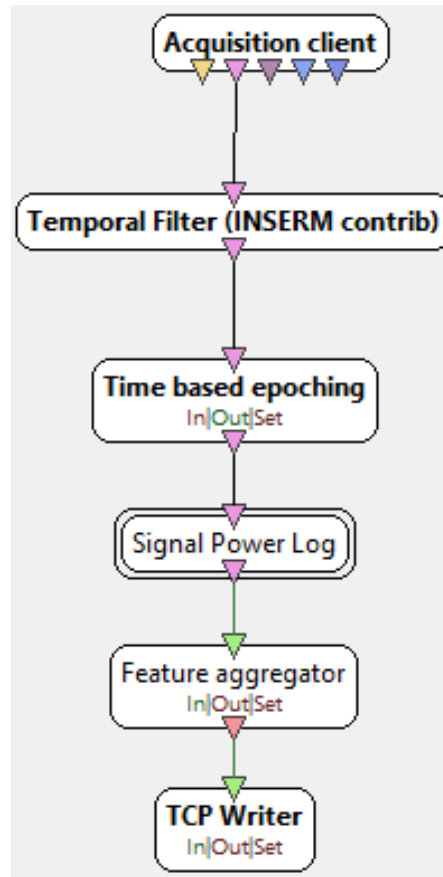 Acquisition client
Temporal Filter (INSERM contrib)
Time based epoching
In|Out|Set
Signal Power Log
Feature aggregator
In|Out|Set
TCP Writer
In|Out|Set